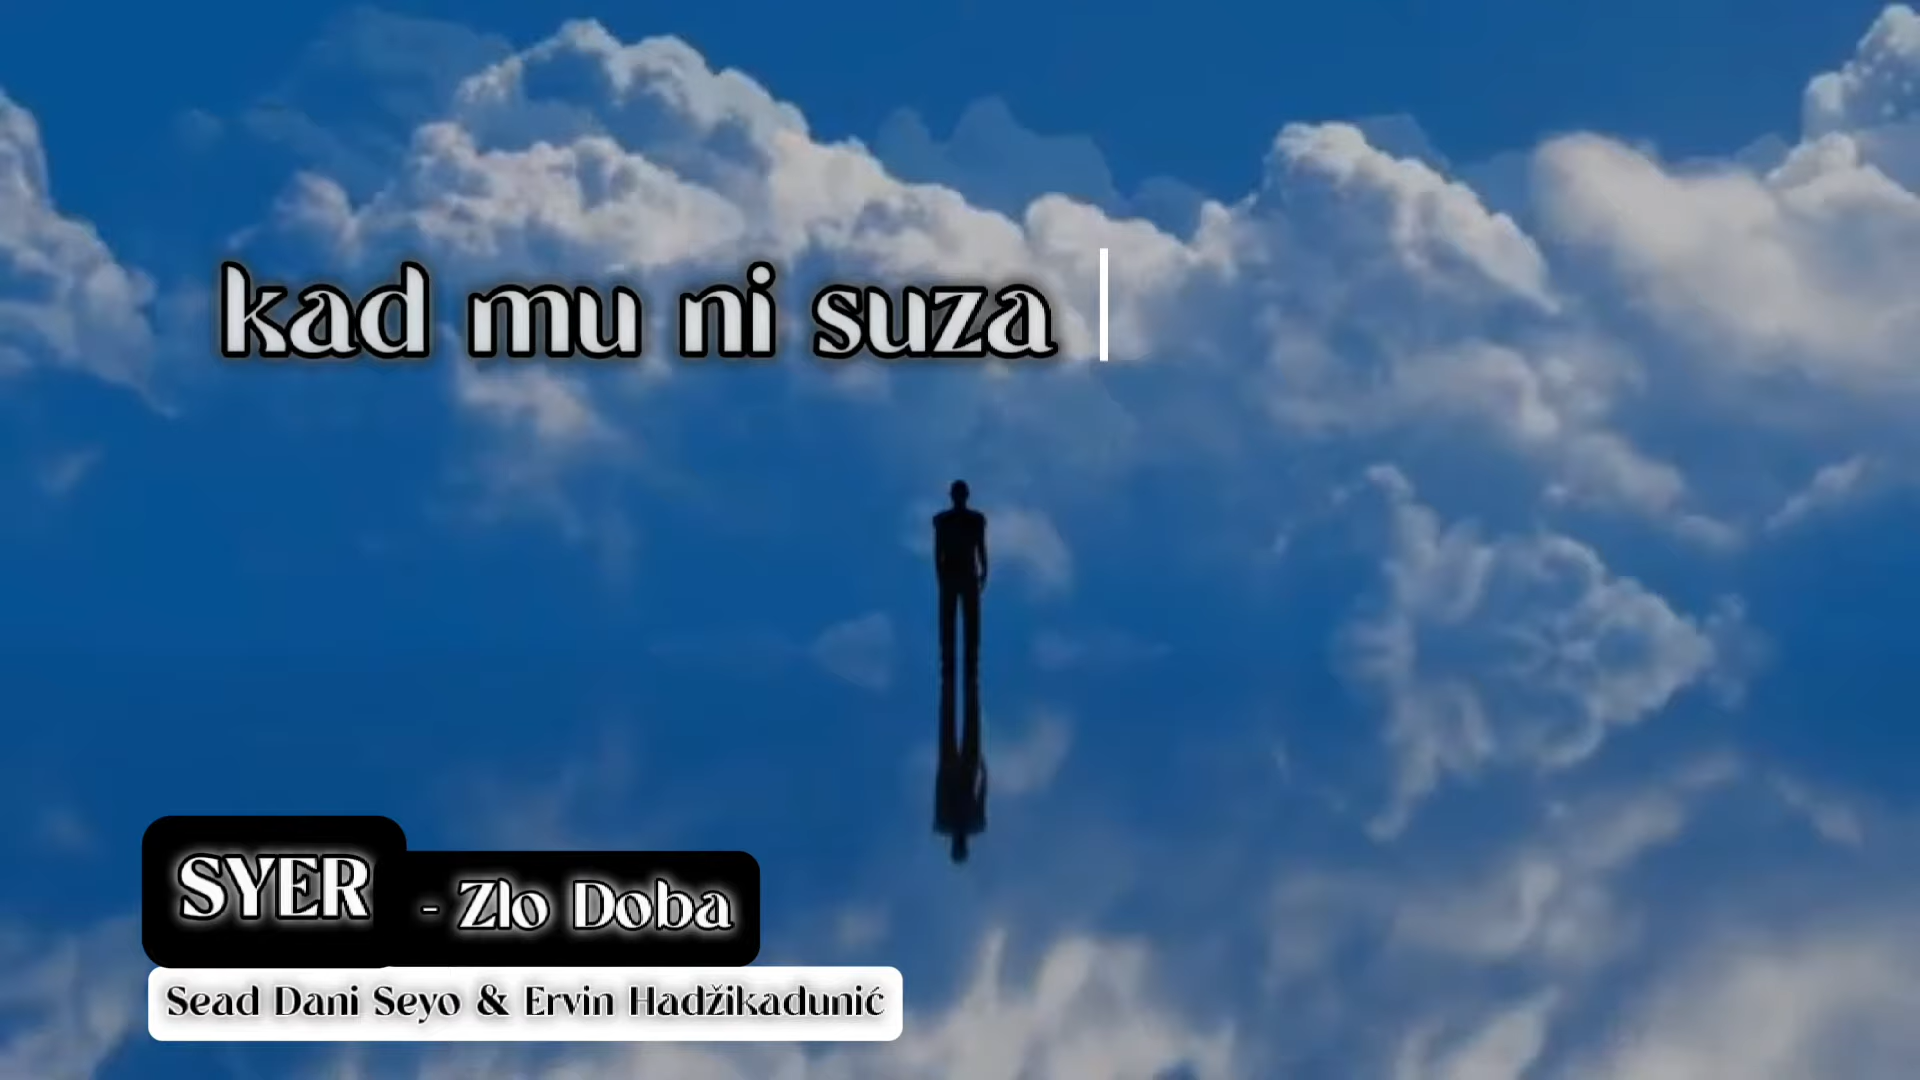 kad mu ni suza
SYER - Zlo Doba
Sead Dani Seyo & Ervin Hadžikadunić